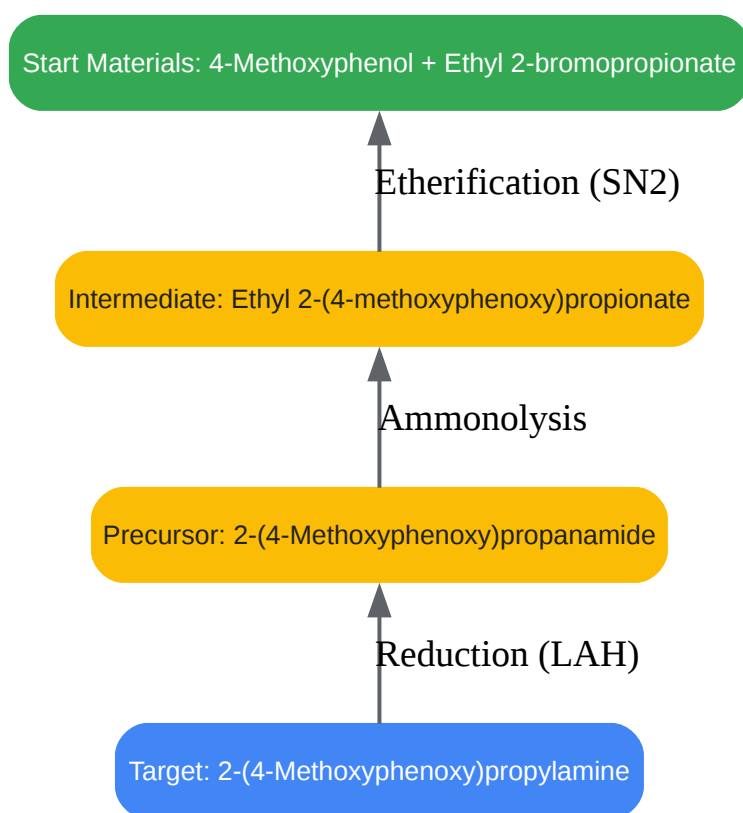 Start Materials: 4-Methoxyphenol + Ethyl 2-bromopropionate
Etherification (SN2)
Intermediate: Ethyl 2-(4-methoxyphenoxy)propionate
Ammonolysis
Precursor: 2-(4-Methoxyphenoxy)propanamide
Reduction (LAH)
Target: 2-(4-Methoxyphenoxy)propylamine